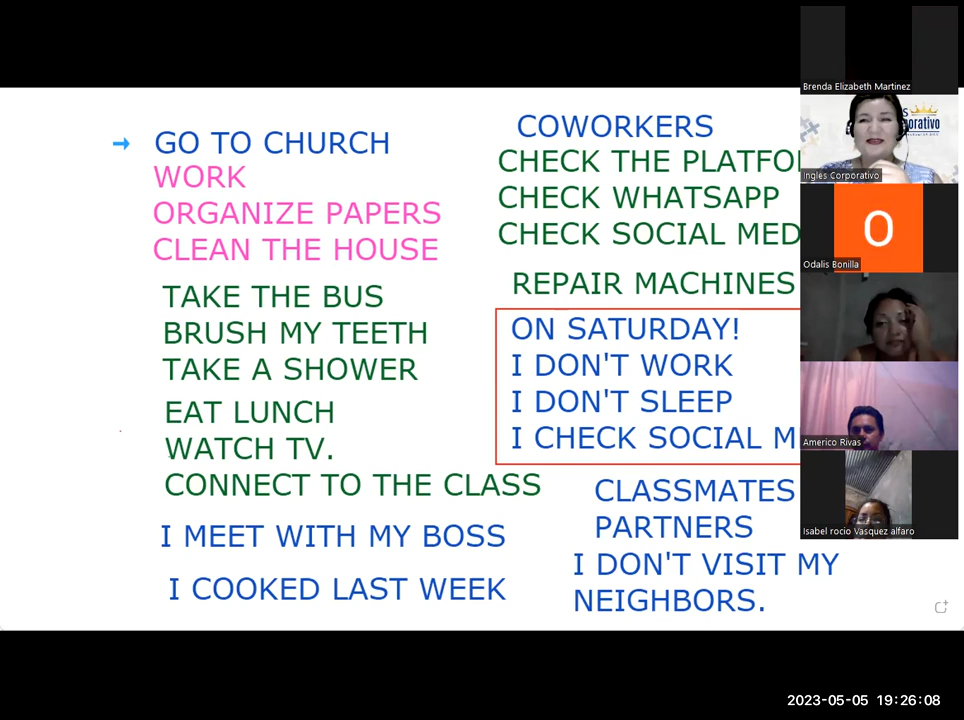 GO TO CHURCH
WORK
ORGANIZE PAPERS
CLEAN THE HOUSE
TAKE THE BUS
BRUSH MY TEETH
TAKE A SHOWER
EAT LUNCH
WATCH TV.
CONNECT TO THE CLASS
I MEET WITH MY BOSS
I COOKED LAST WEEK
COWORKERS
CHECK THE
CHECK WHATSAPP
CHECK SOCIAL
REPAIR MACHINES
ON SATURDAY!
I DON'T WORK
I DON'T SLEEP
I CHECK SOCIAL
CLASSMATES
PARTNERS
I DON'T VISIT MY
NEIGHBORS.
Brenda Elizabeth Martinez
Ingles Corporativo
O
Odalis Bonilla
Americo Rivas
Isabel rocio Vasquez alfaro
2023-05-05 19:26:08